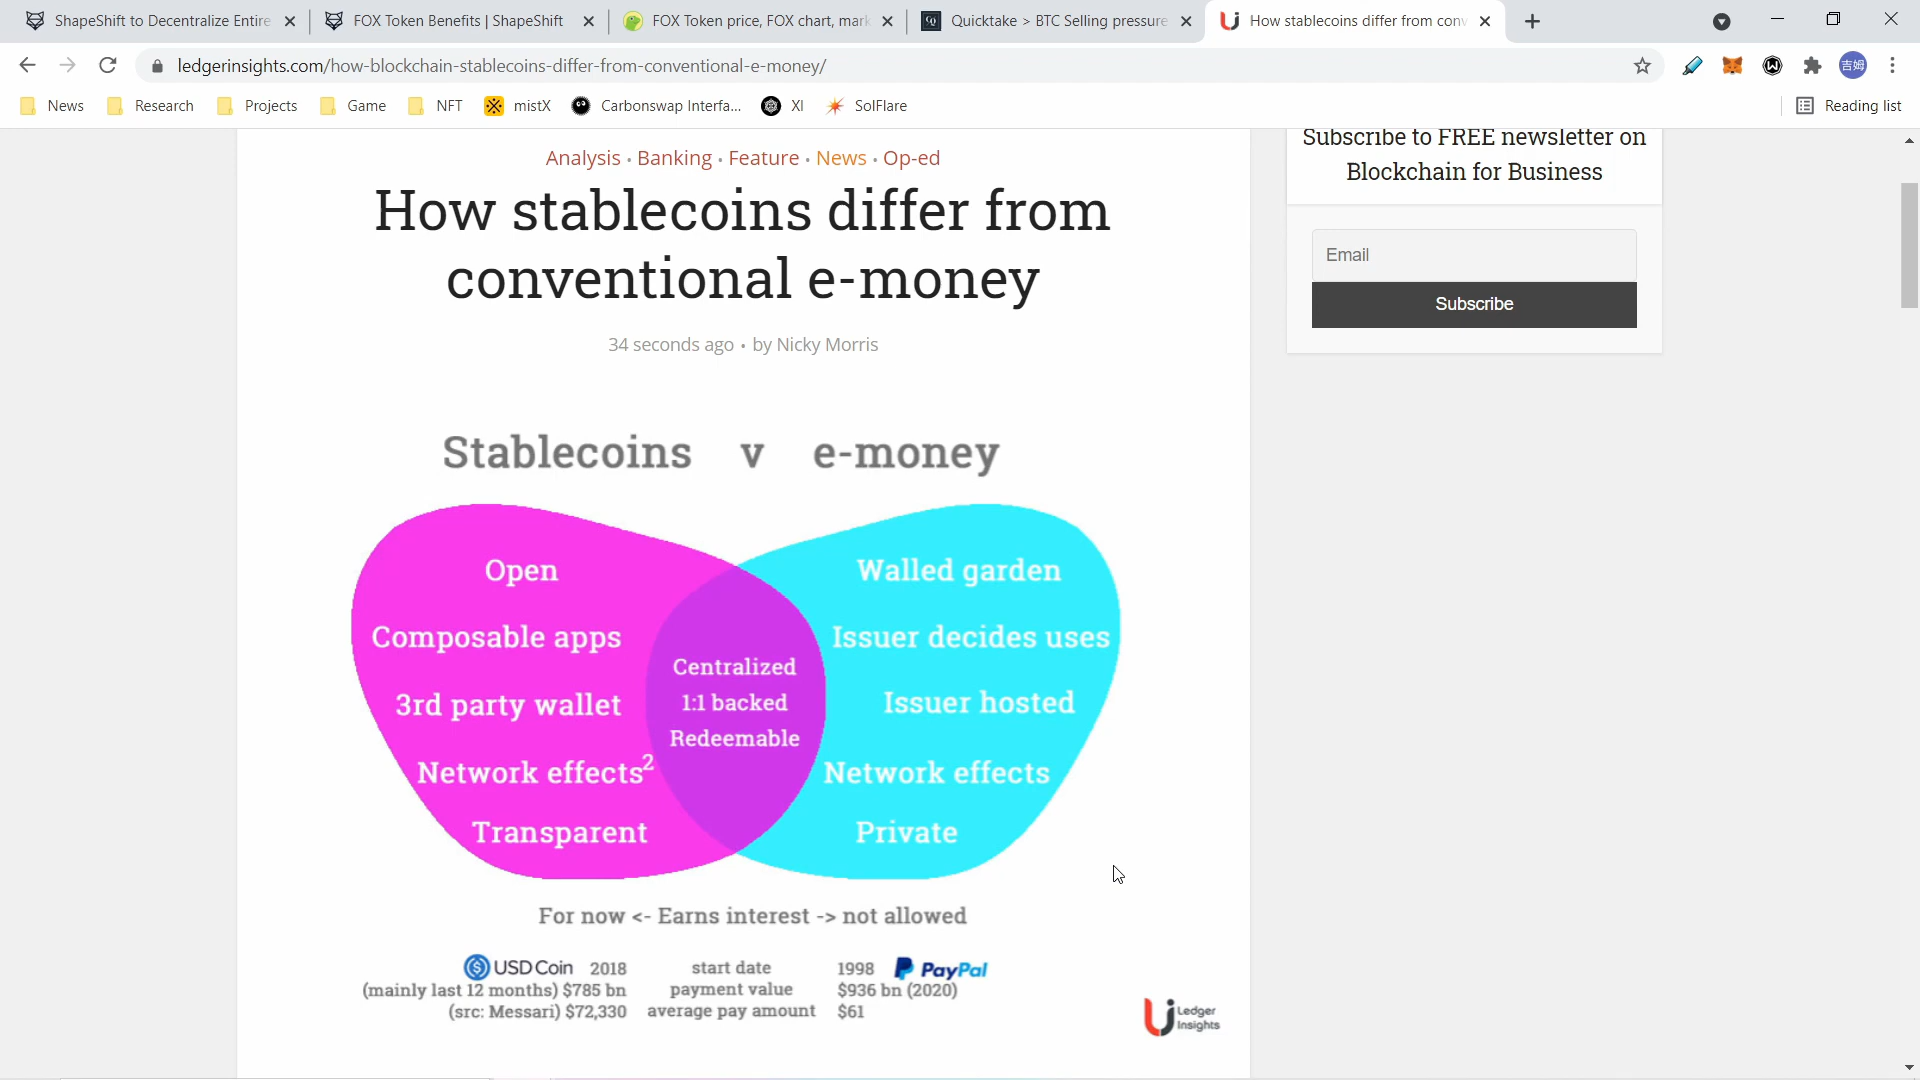 ShapeShift to Decentralize Entire
FOX Token Benefits | ShapeShift
FOX Token price, FOX chart, mark
Quicktake > BTC Selling pressure
How stablecoins differ from conv
ledgerinsights.com/how-blockchain-stablecoins-differ-from-conventional-e-money/
吉姆
News
Research
Projects
Game
NFT
mistX
Carbonswap Interfa...
XI
SolFlare
Reading list
Analysis • Banking • Feature • News • Op-ed
How stablecoins differ from
conventional e-money
34 seconds ago • by Nicky Morris
Subscribe to FREE newsletter on
Blockchain for Business
Email
Subscribe
Stablecoins v e-money
Open
Composable apps
3rd party wallet
Network effects²
Transparent
Centralized
1:1 backed
Redeemable
Walled garden
Issuer decides uses
Issuer hosted
Network effects
Private
For now <- Earns interest -> not allowed
USD Coin 2018 start date 1998 PayPal
(mainly last 12 months) $785 bn payment value $936 bn (2020)
(src: Messari) $72,330 average pay amount $61
Ledger
Insights